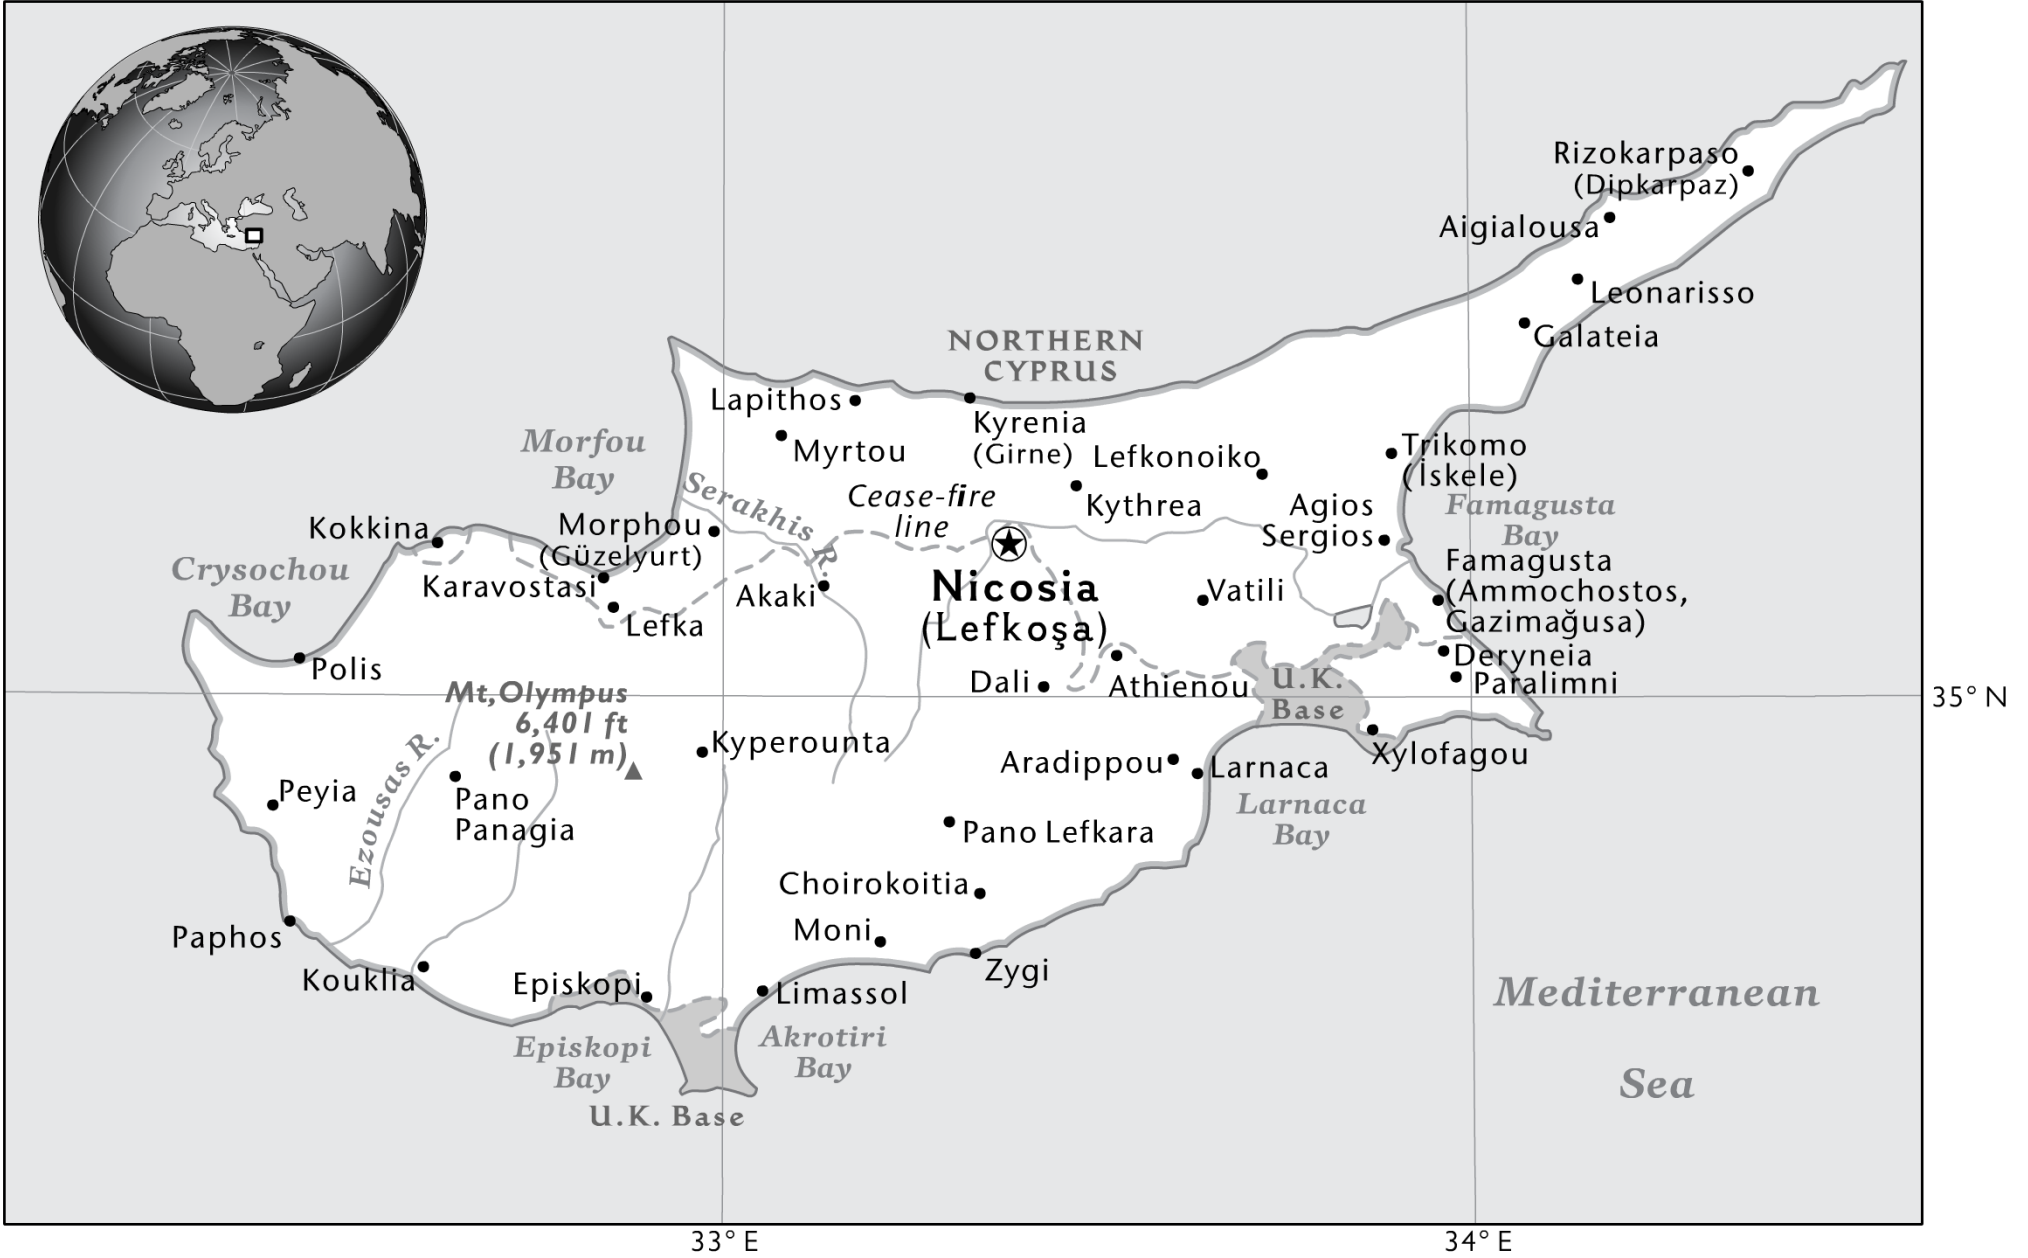 Rizokarpaso
(Dipkarpaz)
Aigialousa
Leonarisso
Galateia
NORTHERN
CYPRUS
Lapithos
Kyrenia
(Girne)
Myrtou
Morfou
Bay
Lefkonoiko
Trikomo
(İskele)
Serakhis R.
Cease-fire
line
Kythrea
Agios
Sergios
Famagusta
Bay
Kokkina
Morphou
(Güzelyurt)
Crysochou
Bay
Karavostasi
Akaki
Nicosia
(Lefkoşa)
Vatili
Famagusta
(Ammochostos,
Gazimağusa)
Lefka
Polis
Dali
Athienou
U.K.
Base
Deryneia
Paralimni
35° N
Mt,Olympus
6,401 ft
(1,951 m)
Kyperounta
Xylofagou
Ezousas R.
Peyia
Pano
Panagia
Aradippou
Larnaca
Larnaca
Bay
Pano Lefkara
Choirokoitia
Moni
Paphos
Kouklia
Episkopi
Limassol
Zygi
Episkopi
Bay
Akrotiri
Bay
U.K. Base
Mediterranean
Sea
33° E
34° E